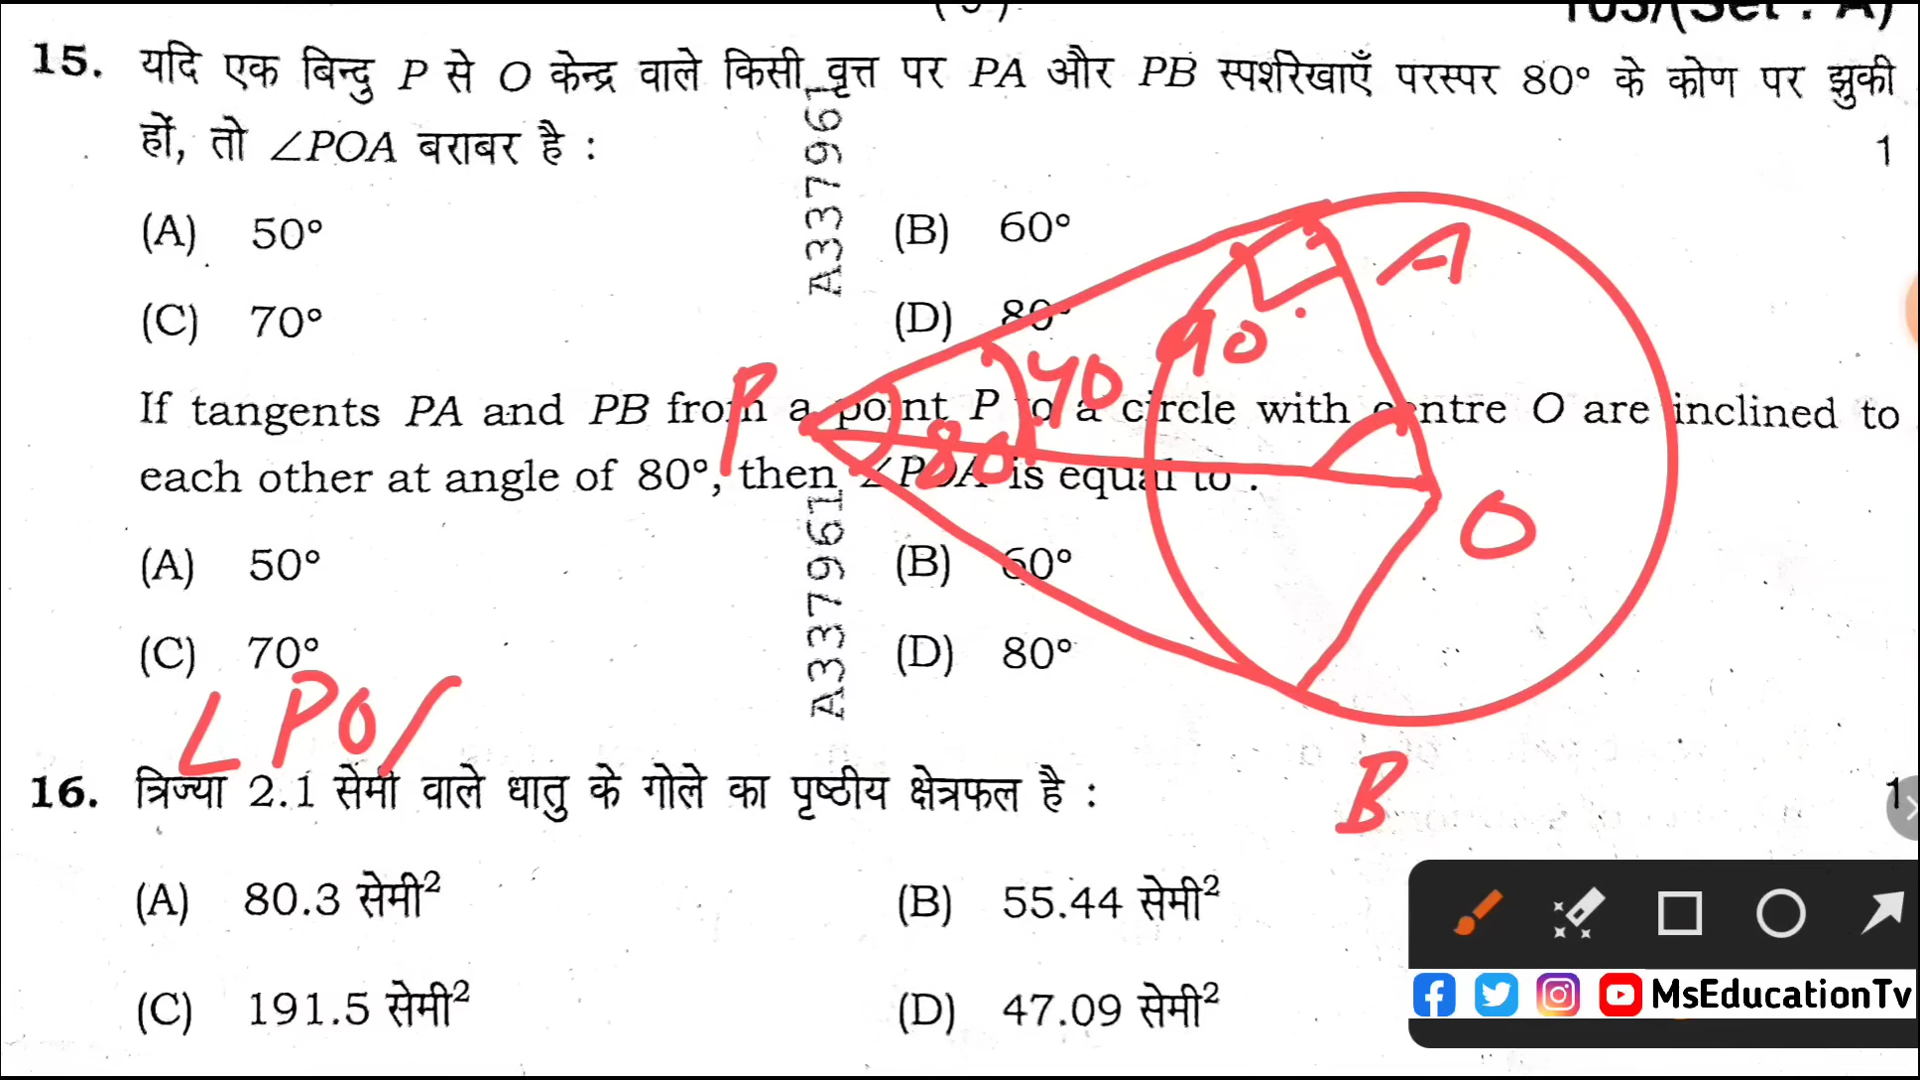 15. यदि एक बिन्दु P से O केन्द्र वाले किसी वृत्त पर PA और PB स्पर्शरेखाएँ परस्पर 80° के कोण पर झुकी
हों, तो ∠POA बराबर है : 1
(A) 50° (B) 60°
(C) 70° (D) 80°
If tangents PA and PB from a point P to a circle with centre O are inclined to
each other at angle of 80°, then ∠POA is equal to :
(A) 50° (B) 60°
(C) 70° (D) 80°
16. त्रिज्या 2.1 सेमी वाले धातु के गोले का पृष्ठीय क्षेत्रफल है : 1
(A) 80.3 सेमी² (B) 55.44 सेमी²
(C) 191.5 सेमी² (D) 47.09 सेमी²
A337961
A337961
P
A
90
40
80
O
B
∠PO
MsEducationTv